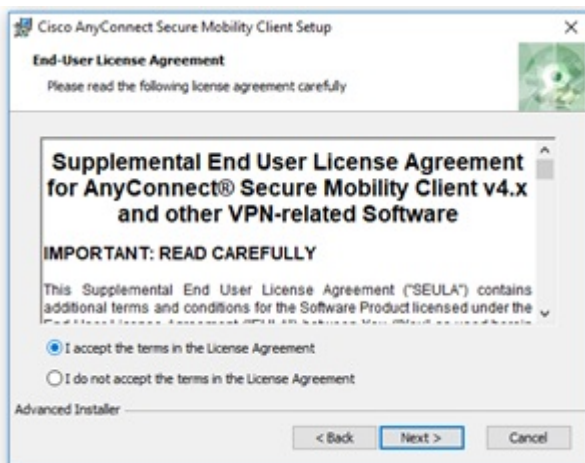 Cisco AnyConnect Secure Mobility Client Setup
End-User License Agreement
Please read the following license agreement carefully
Supplemental End User License Agreement
for AnyConnect® Secure Mobility Client v4.x
and other VPN-related Software
IMPORTANT: READ CAREFULLY
This Supplemental End User License Agreement ("SEULA") contains
additional terms and conditions for the Software Product licensed under the
I accept the terms in the License Agreement
I do not accept the terms in the License Agreement
Advanced Installer
< Back
Next >
Cancel